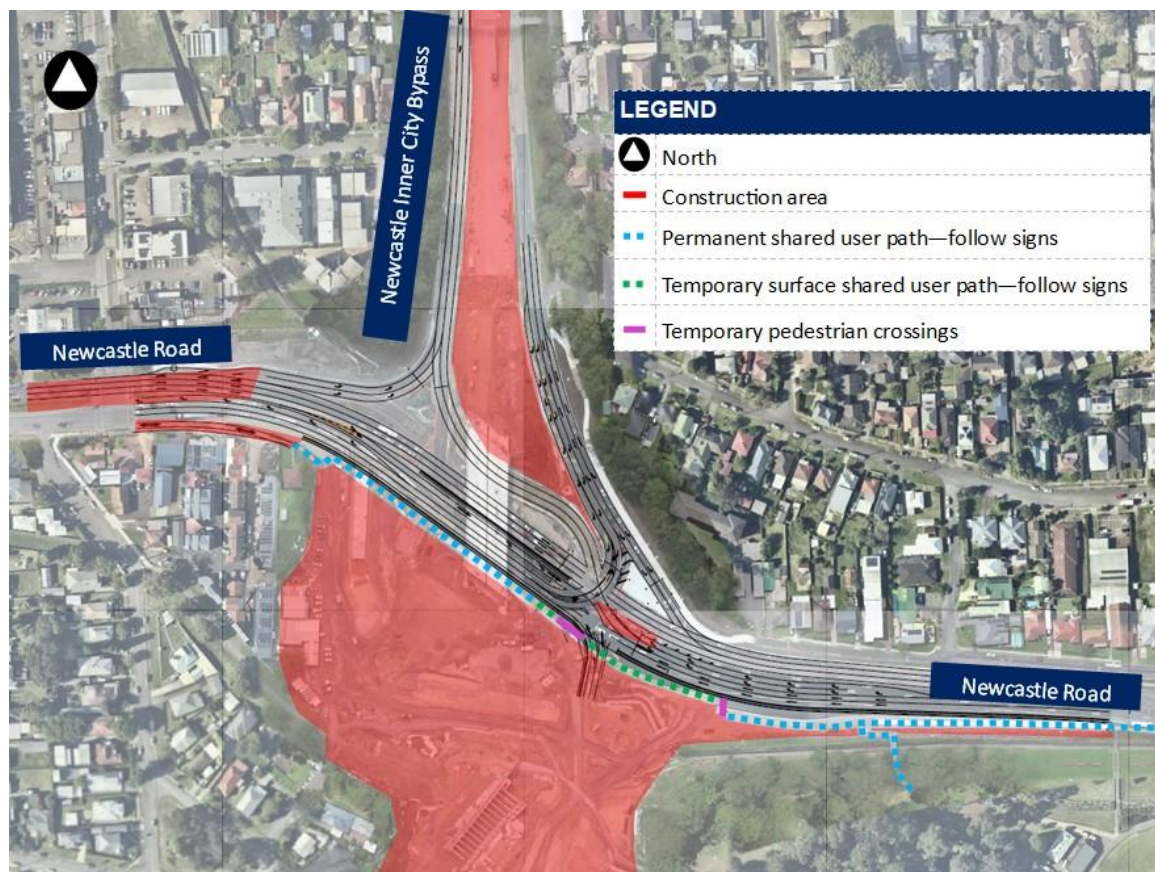 Newcastle Inner City Bypass
LEGEND
North
Construction area
Permanent shared user path—follow signs
Temporary surface shared user path—follow signs
Temporary pedestrian crossings
Newcastle Road
Newcastle Road